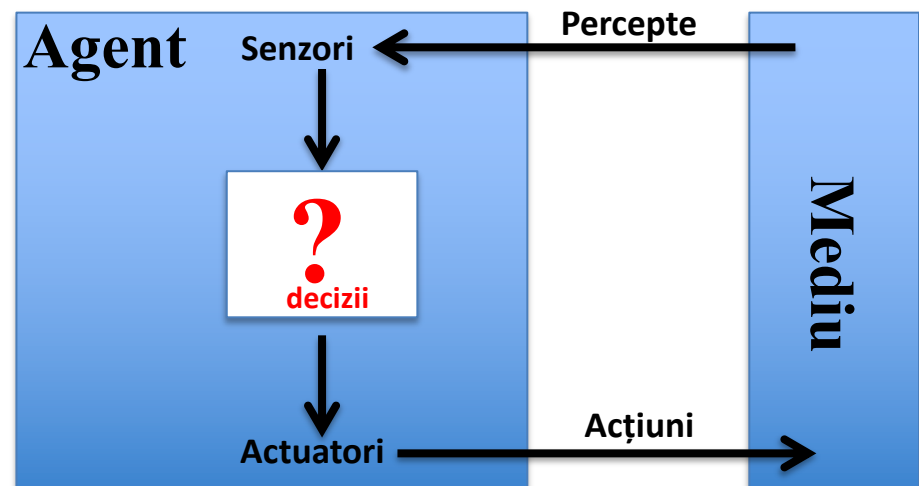 Agent
Senzori
Percepte
?
decizii
Mediu
Actuatori
Acțiuni